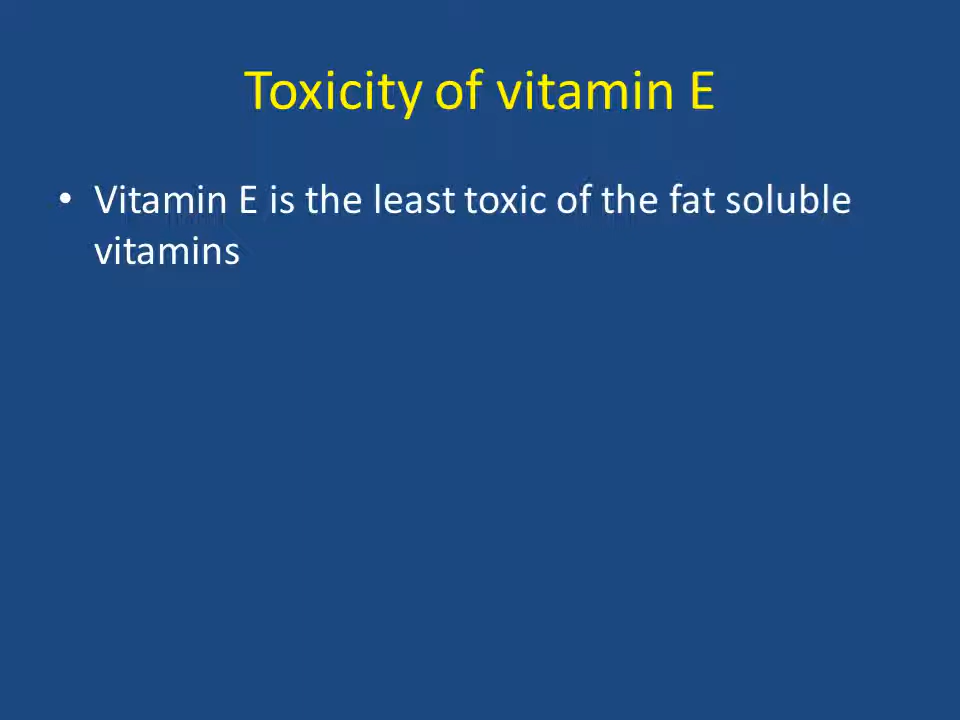 Toxicity of vitamin E
• Vitamin E is the least toxic of the fat soluble
vitamins